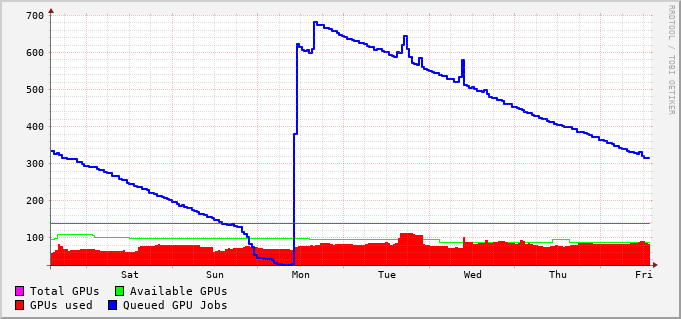 700
600
500
400
300
200
100
Sat Sun Mon Tue Wed Thu Fri
Total GPUs Available GPUs
GPUs used Queued GPU Jobs
RRDTOOL / TOBI OETIKER